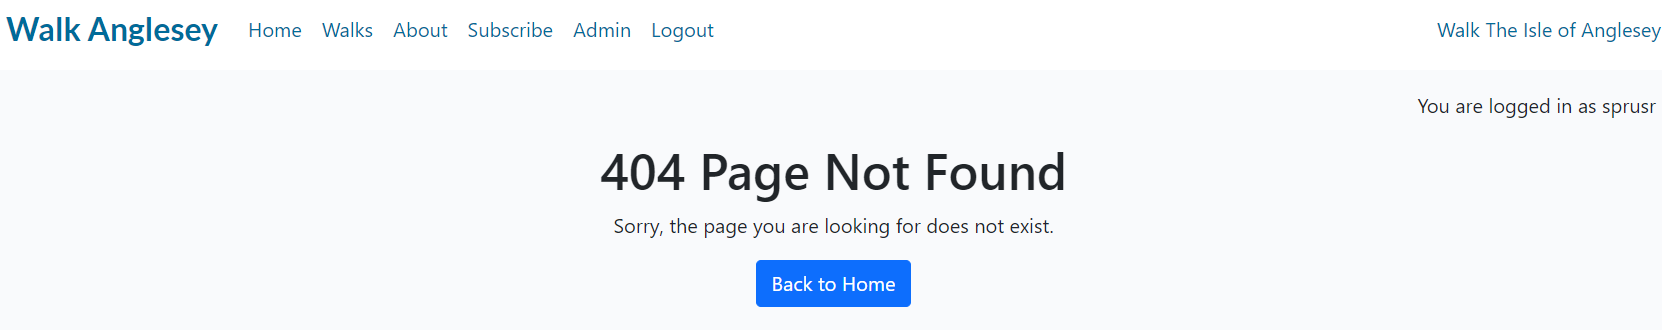 Walk Anglesey Home Walks About Subscribe Admin Logout Walk The Isle of Anglesey
You are logged in as sprusr
404 Page Not Found
Sorry, the page you are looking for does not exist.
Back to Home